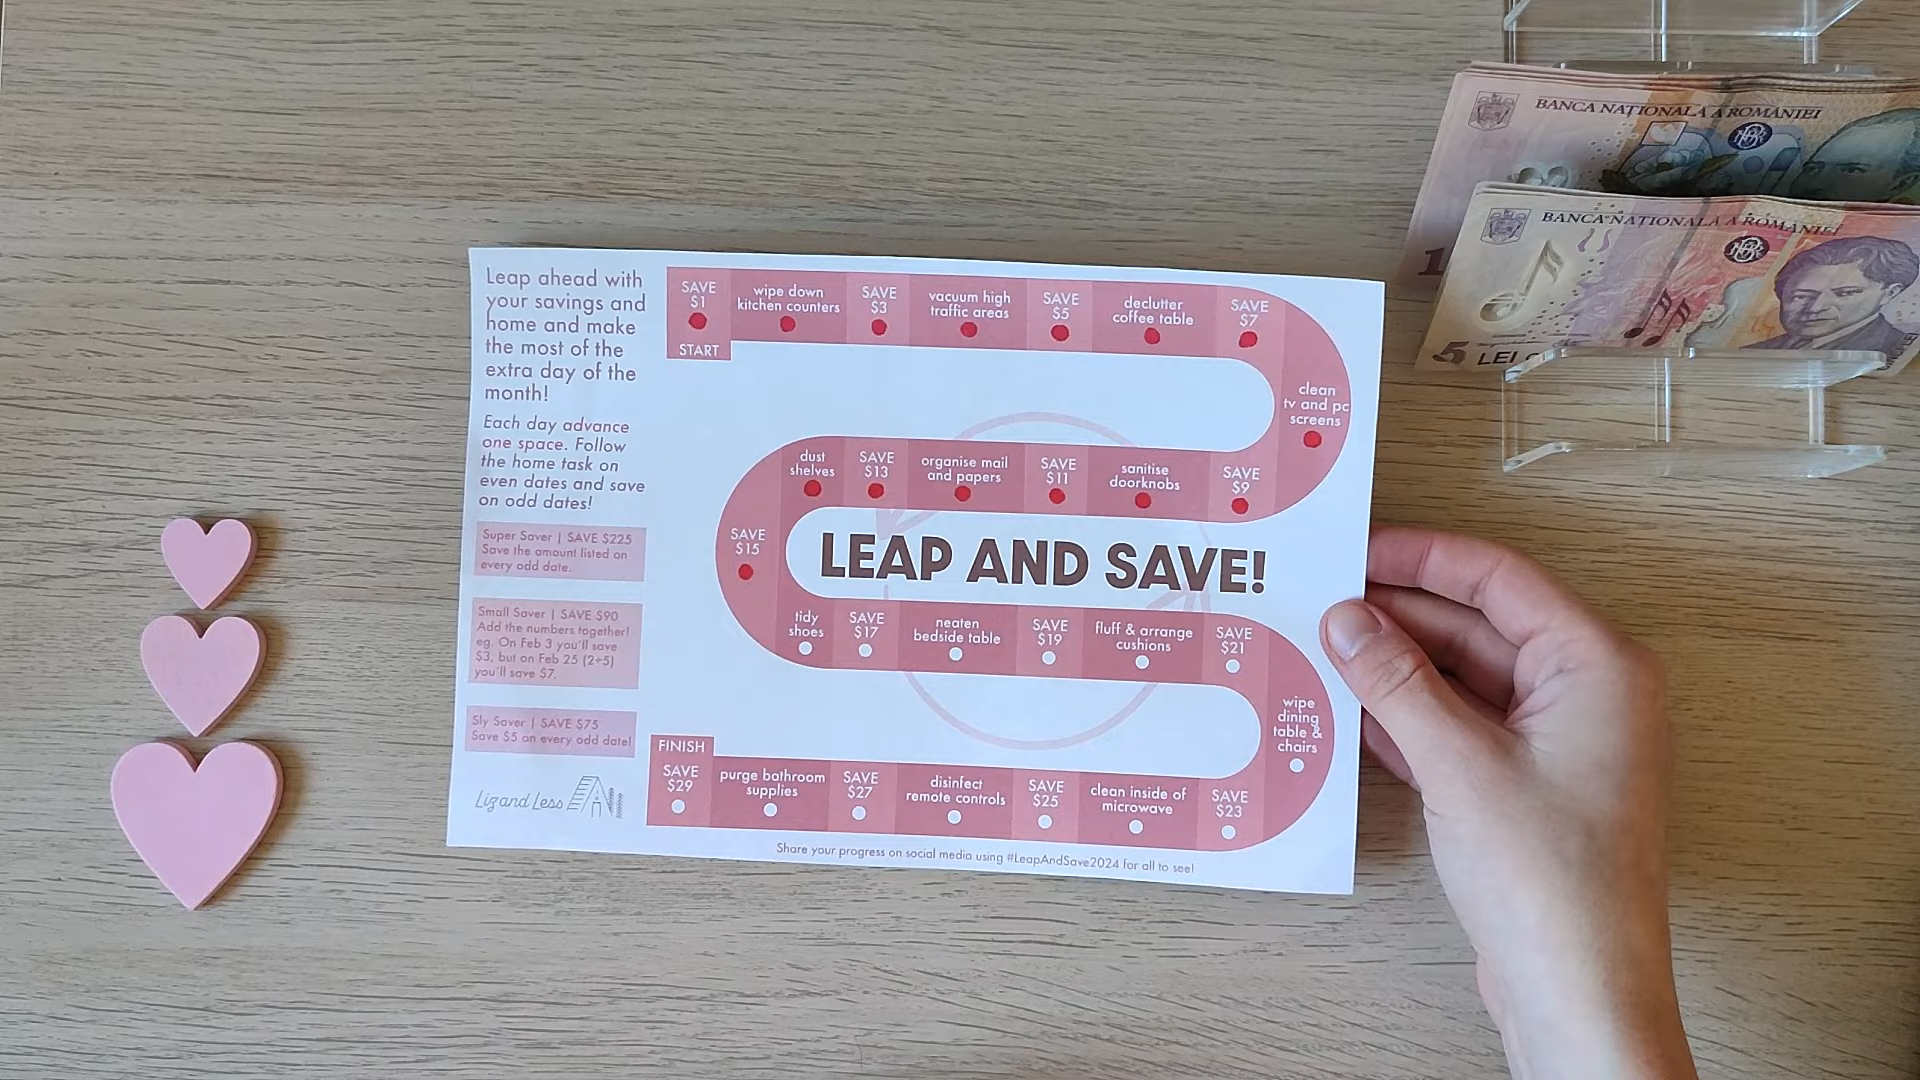 Leap ahead with
your savings and
home and make
the most of the
extra day of the
month!
Each day advance
one space. Follow
the home task on
even dates and save
on odd dates!
Super Saver | SAVE $225
Save the amount listed on
every odd date.
Small Saver | SAVE $90
Add the numbers together!
eg. On Feb 3 you'll save
$3, but on Feb 25 (2+5)
you'll save $7.
Sly Saver | SAVE $75
Save $5 on every odd date!
Liz and Less
SAVE
$1
START
wipe down
kitchen counters
SAVE
$3
vacuum high
traffic areas
SAVE
$5
declutter
coffee table
SAVE
$7
clean
tv and pc
screens
SAVE
$9
sanitise
doorknobs
SAVE
$11
organise mail
and papers
SAVE
$13
dust
shelves
SAVE
$15
LEAP AND SAVE!
tidy
shoes
SAVE
$17
neaten
bedside table
SAVE
$19
fluff & arrange
cushions
SAVE
$21
wipe
dining
table &
chairs
SAVE
$23
clean inside of
microwave
SAVE
$25
disinfect
remote controls
SAVE
$27
purge bathroom
supplies
FINISH
SAVE
$29
Share your progress on social media using #LeapAndSave2024 for all to see!
BANCA NAȚIONALĂ A ROMÂNIEI
BANCA NAȚIONALĂ A ROMÂNIEI
5 LEI